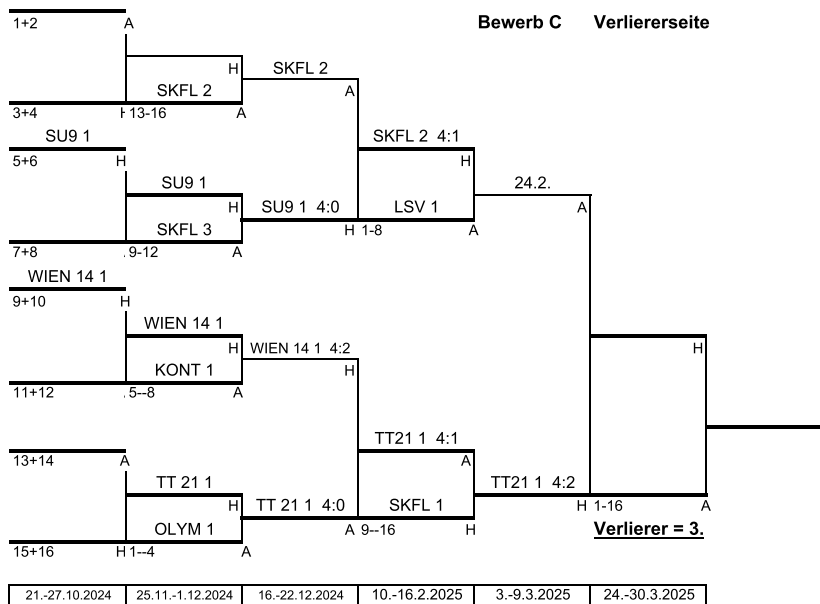 Bewerb C Verliererseite
1+2 A
H SKFL 2
SKFL 2 A
3+4 H 13-16 A
SU9 1 SKFL 2 4:1
5+6 H H
SU9 1 24.2.
H SU9 1 4:0 LSV 1 A
SKFL 3 H 1-8 A
7+8 9-12 A
WIEN 14 1
9+10 H
WIEN 14 1
H WIEN 14 1 4:2 H
KONT 1 H
11+12 5--8 A
TT21 1 4:1
13+14 A A
TT 21 1 TT21 1 4:2
H TT 21 1 4:0 SKFL 1 H 1-16 A
OLYM 1 A 9--16 H Verlierer = 3.
15+16 H 1--4 A
21.-27.10.2024 25.11.-1.12.2024 16.-22.12.2024 10.-16.2.2025 3.-9.3.2025 24.-30.3.2025